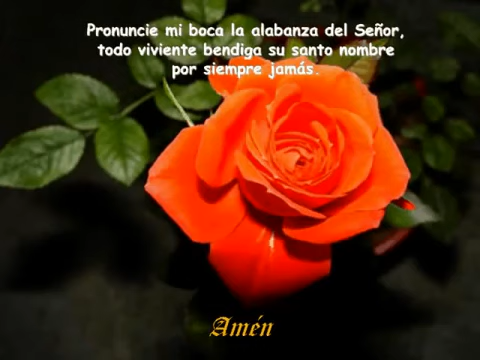 Pronuncie mi boca la alabanza del Señor,
todo viviente bendiga su santo nombre
por siempre jamás.
Amén